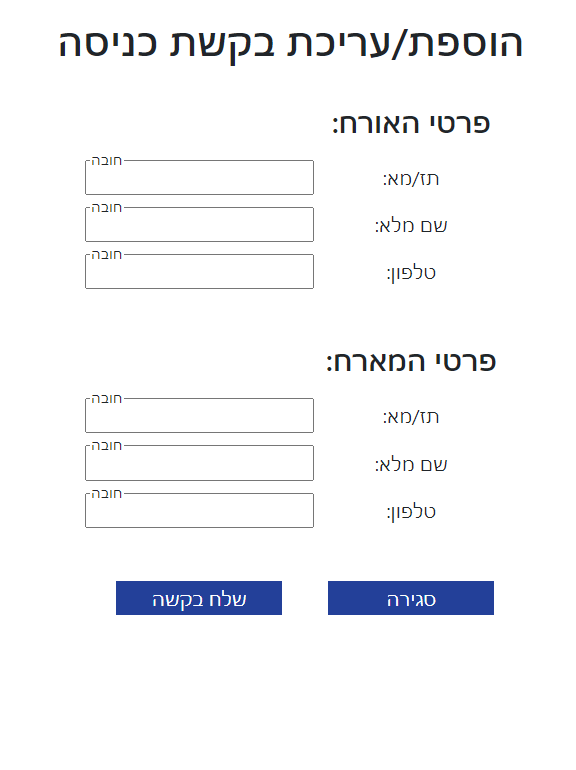 הוספת/עריכת בקשת כניסה
פרטי האורח:
תז/מא: חובה
שם מלא: חובה
טלפון: חובה
פרטי המארח:
תז/מא: חובה
שם מלא: חובה
טלפון: חובה
סגירה שלח בקשה